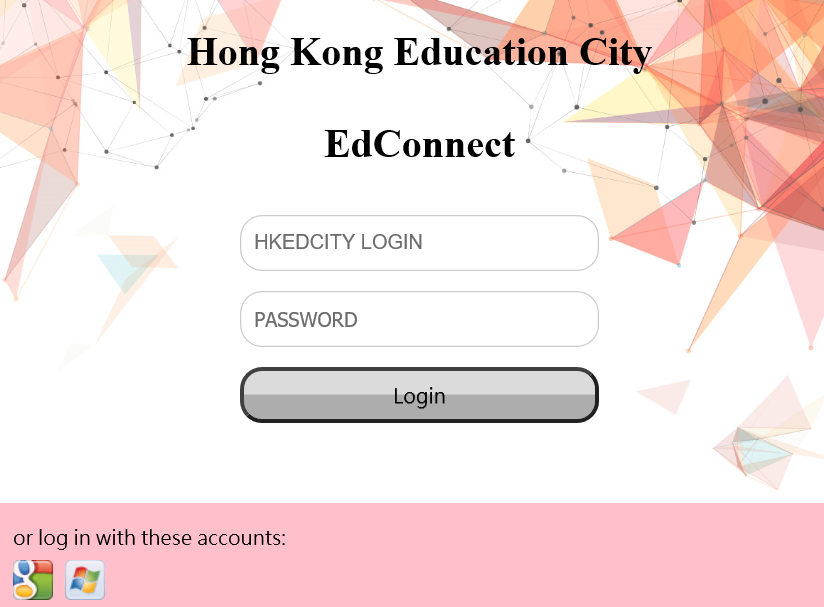 Hong Kong Education City
EdConnect
HKEDCITY LOGIN
PASSWORD
Login
or log in with these accounts: